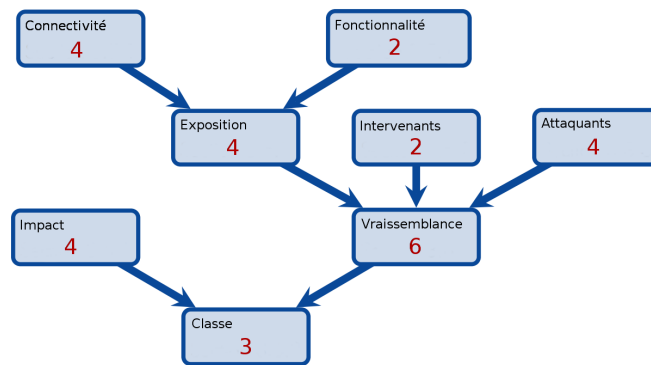 Connectivité
4
Fonctionnalité
2
Exposition
4
Intervenants
2
Attaquants
4
Impact
4
Vraissemblance
6
Classe
3